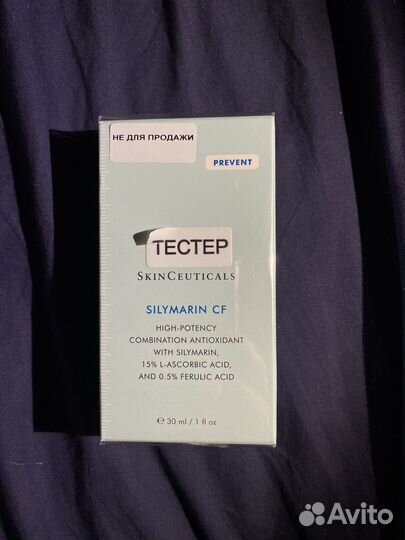 НЕ ДЛЯ ПРОДАЖИ
PREVENT
ТЕСТЕР
SKINCEUTICALS
SILYMARIN CF
HIGH-POTENCY
COMBINATION ANTIOXIDANT
WITH SILYMARIN,
15% L-ASCORBIC ACID,
AND 0.5% FERULIC ACID
℮ 30 ml / 1 fl oz
Avito